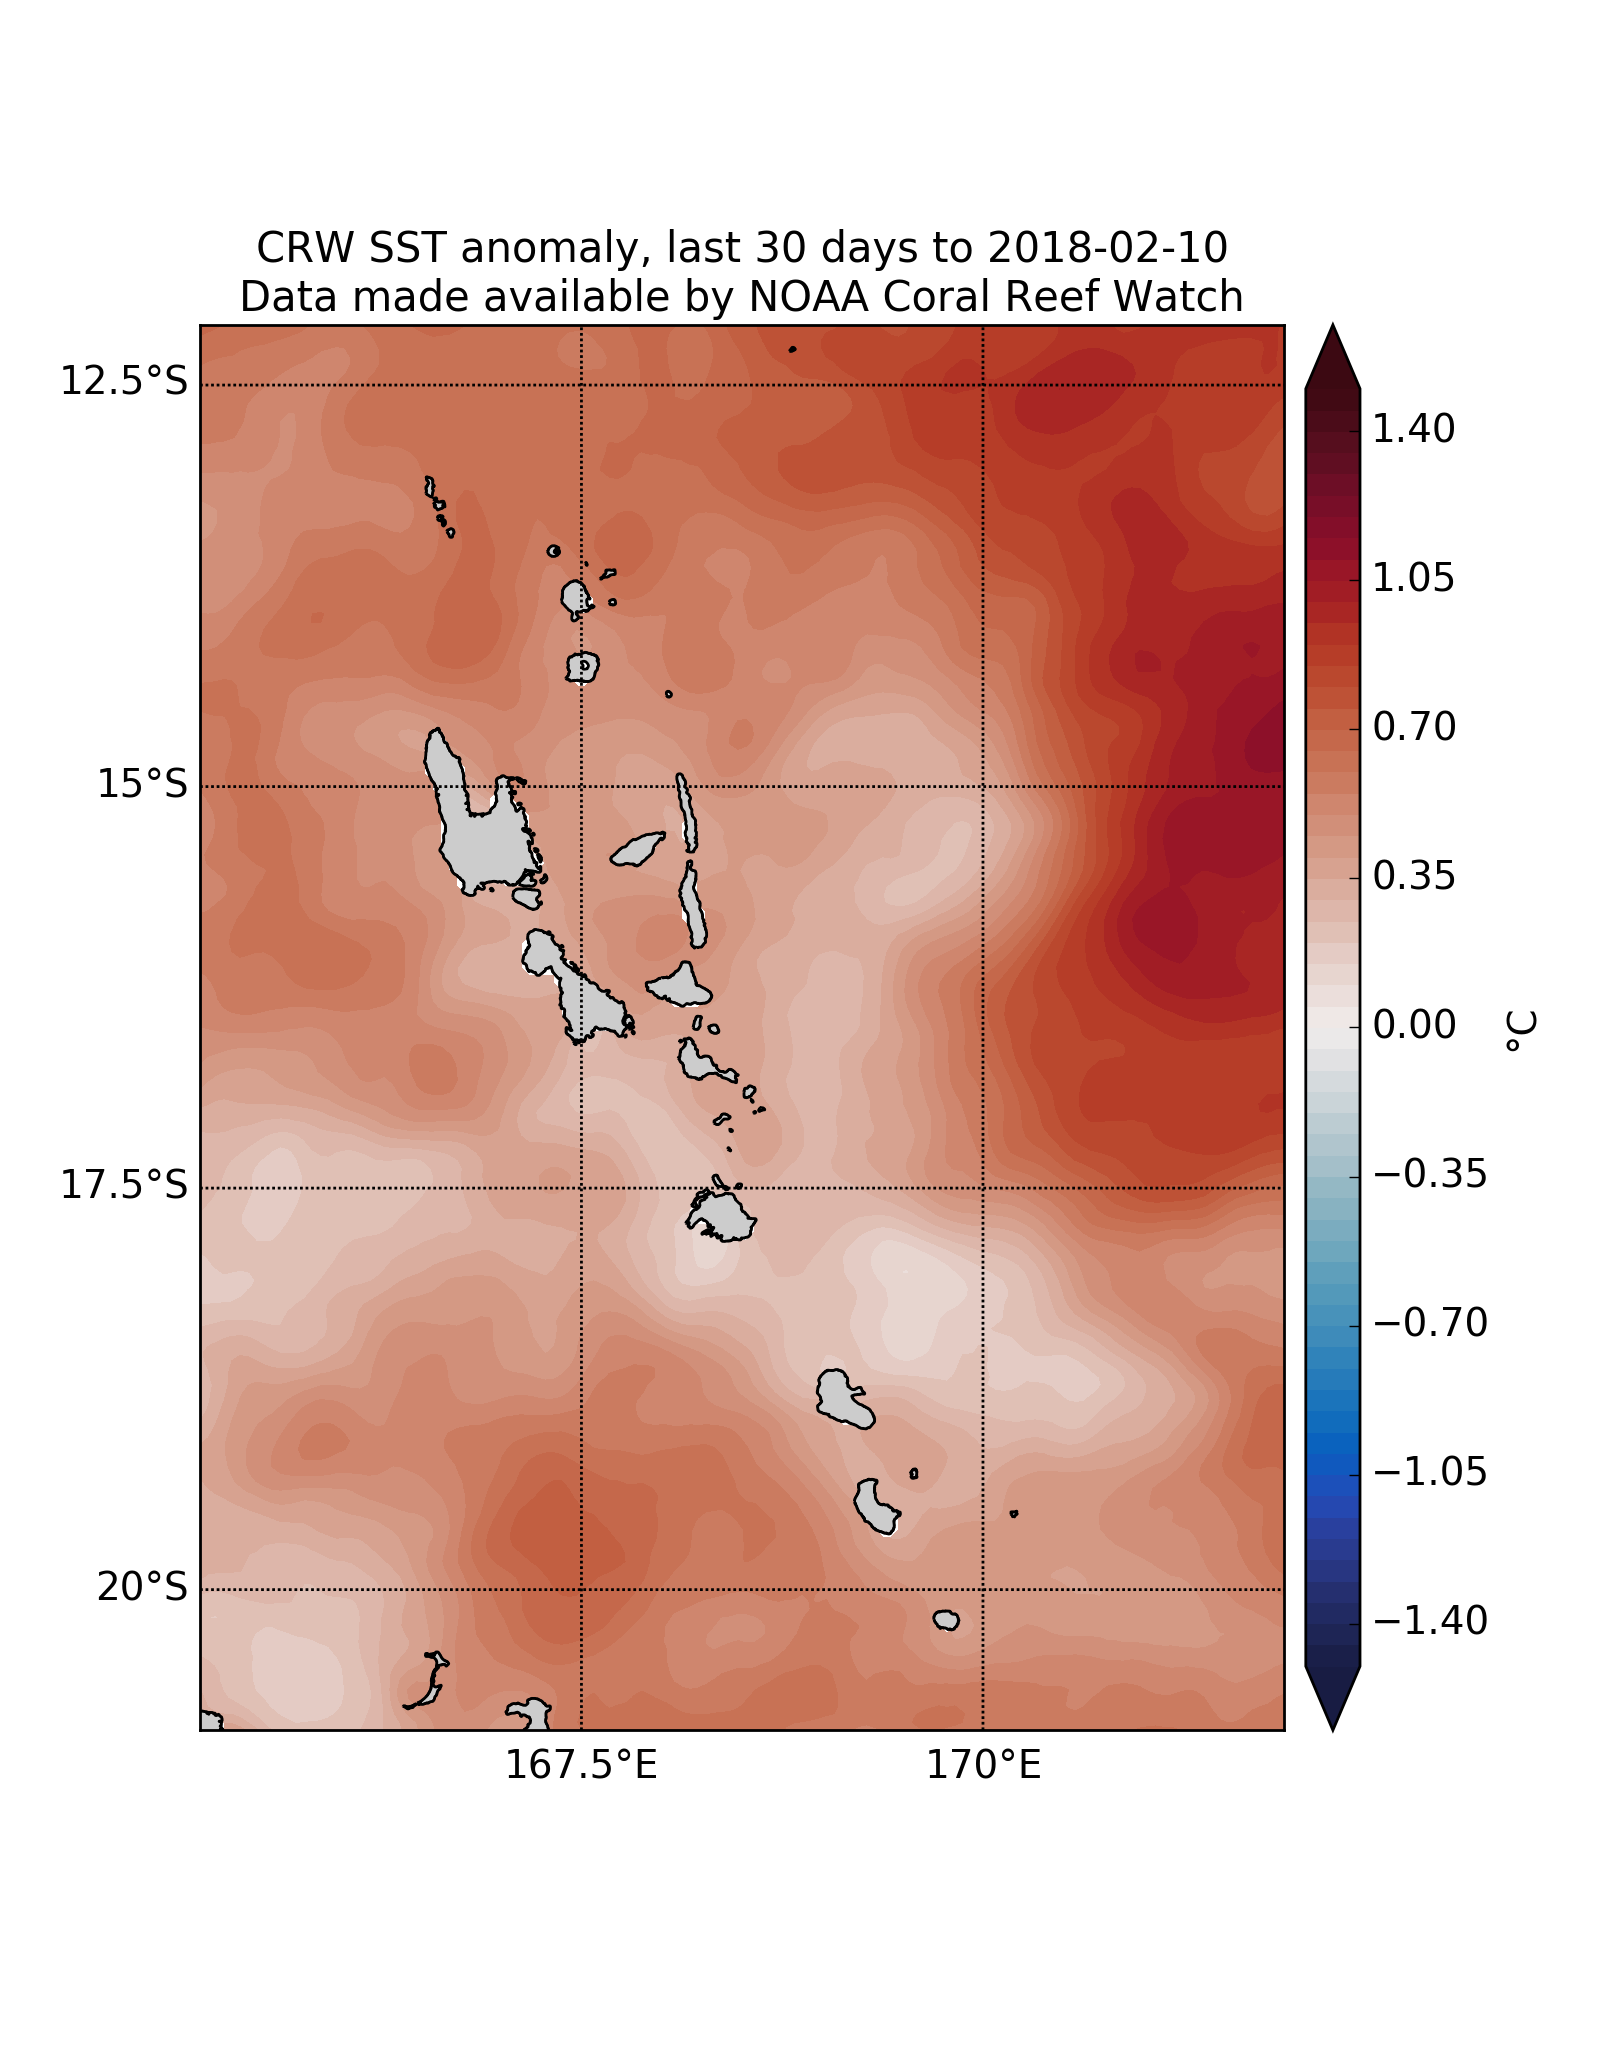 CRW SST anomaly, last 30 days to 2018-02-10
Data made available by NOAA Coral Reef Watch
12.5°S
15°S
17.5°S
20°S
167.5°E
170°E
1.40
1.05
0.70
0.35
0.00
−0.35
−0.70
−1.05
−1.40
°C